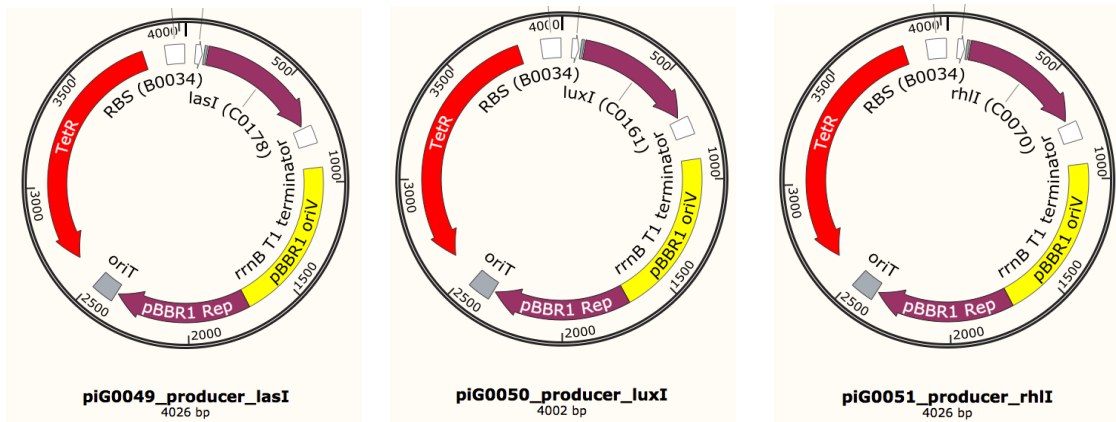 4000
500
1000
1500
2000
2500
3000
3500
RBS (B0034)
lasI (C0178)
TetR
rrnB T1 terminator
pBBR1 oriV
pBBR1 Rep
oriT
piG0049_producer_lasI
4026 bp
4000
500
1000
1500
2000
2500
3000
3500
RBS (B0034)
luxI (C0161)
TetR
rrnB T1 terminator
pBBR1 oriV
pBBR1 Rep
oriT
piG0050_producer_luxI
4002 bp
4000
500
1000
1500
2000
2500
3000
3500
RBS (B0034)
rhlI (C0070)
TetR
rrnB T1 terminator
pBBR1 oriV
pBBR1 Rep
oriT
piG0051_producer_rhlI
4026 bp